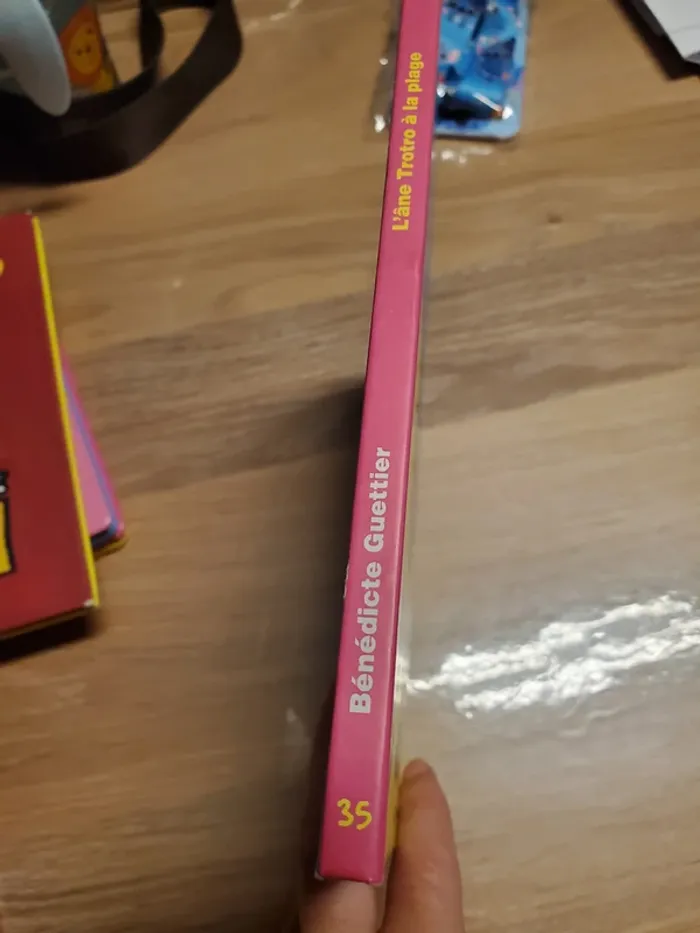 L'âne Trotro à la plage
Bénédicte Guettier
35